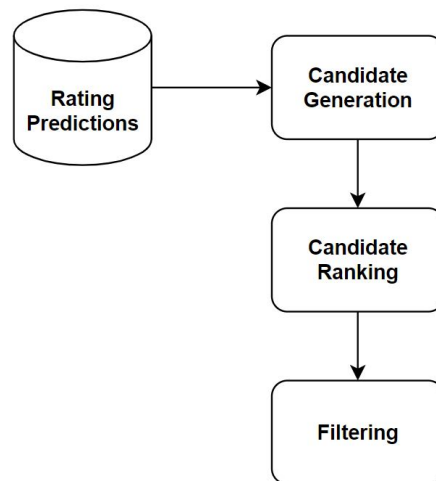 Rating
Predictions
Candidate
Generation
Candidate
Ranking
Filtering